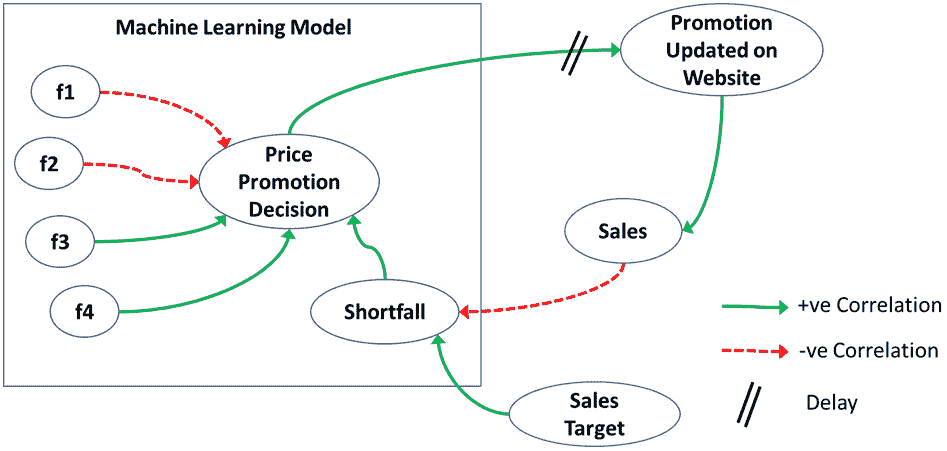 Machine Learning Model
f1
f2
f3
f4
Price
Promotion
Decision
Shortfall
Promotion
Updated on
Website
Sales
Sales
Target
+ve Correlation
-ve Correlation
Delay